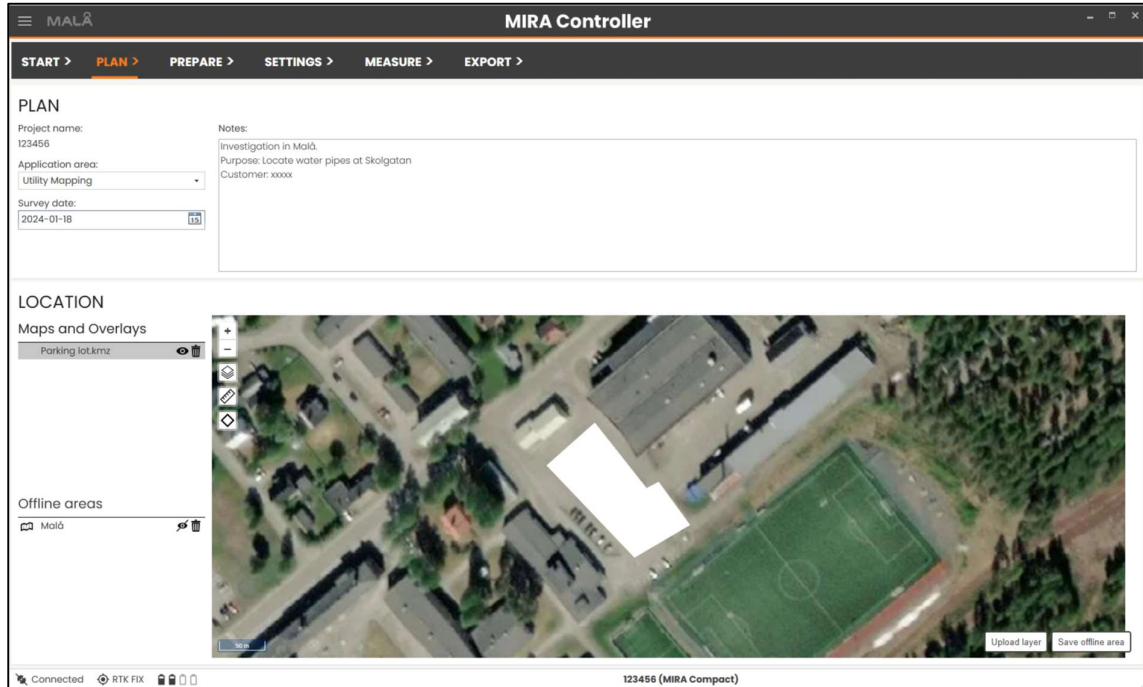 MALÅ
MIRA Controller
START > PLAN > PREPARE > SETTINGS > MEASURE > EXPORT >
PLAN
Project name:
123456
Application area:
Utility Mapping
Survey date:
2024-01-18
15
Notes:
Investigation in Malå.
Purpose: Locate water pipes at Skolgatan
Customer: xxxxx
LOCATION
Maps and Overlays
Parking lot.kmz
Offline areas
Malå
+
−
50 m
Upload layer
Save offline area
Connected
RTK FIX
123456 (MIRA Compact)